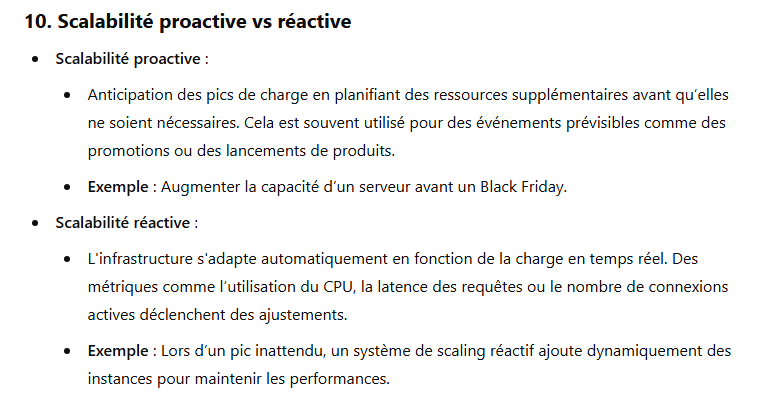 10. Scalabilité proactive vs réactive
• Scalabilité proactive :
• Anticipation des pics de charge en planifiant des ressources supplémentaires avant qu’elles
ne soient nécessaires. Cela est souvent utilisé pour des événements prévisibles comme des
promotions ou des lancements de produits.
• Exemple : Augmenter la capacité d’un serveur avant un Black Friday.
• Scalabilité réactive :
• L'infrastructure s'adapte automatiquement en fonction de la charge en temps réel. Des
métriques comme l’utilisation du CPU, la latence des requêtes ou le nombre de connexions
actives déclenchent des ajustements.
• Exemple : Lors d’un pic inattendu, un système de scaling réactif ajoute dynamiquement des
instances pour maintenir les performances.